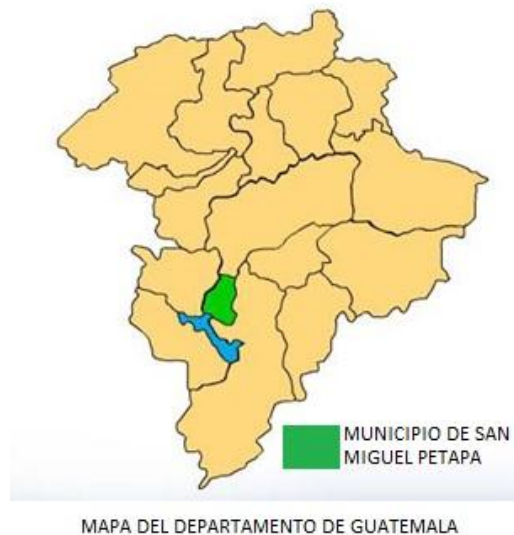 MUNICIPIO DE SAN
MIGUEL PETAPA
MAPA DEL DEPARTAMENTO DE GUATEMALA